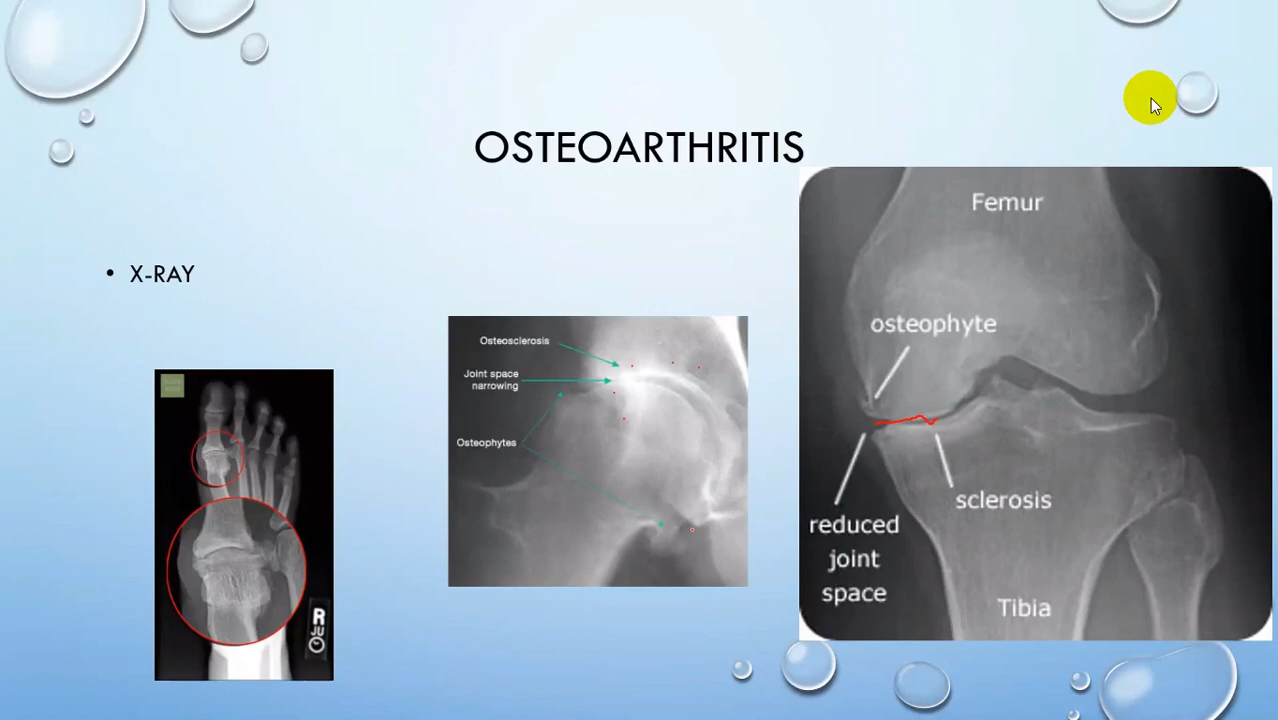 OSTEOARTHRITIS
• X-RAY
Osteosclerosis
Joint space
narrowing
Osteophytes
Femur
osteophyte
sclerosis
reduced
joint
space
Tibia
R